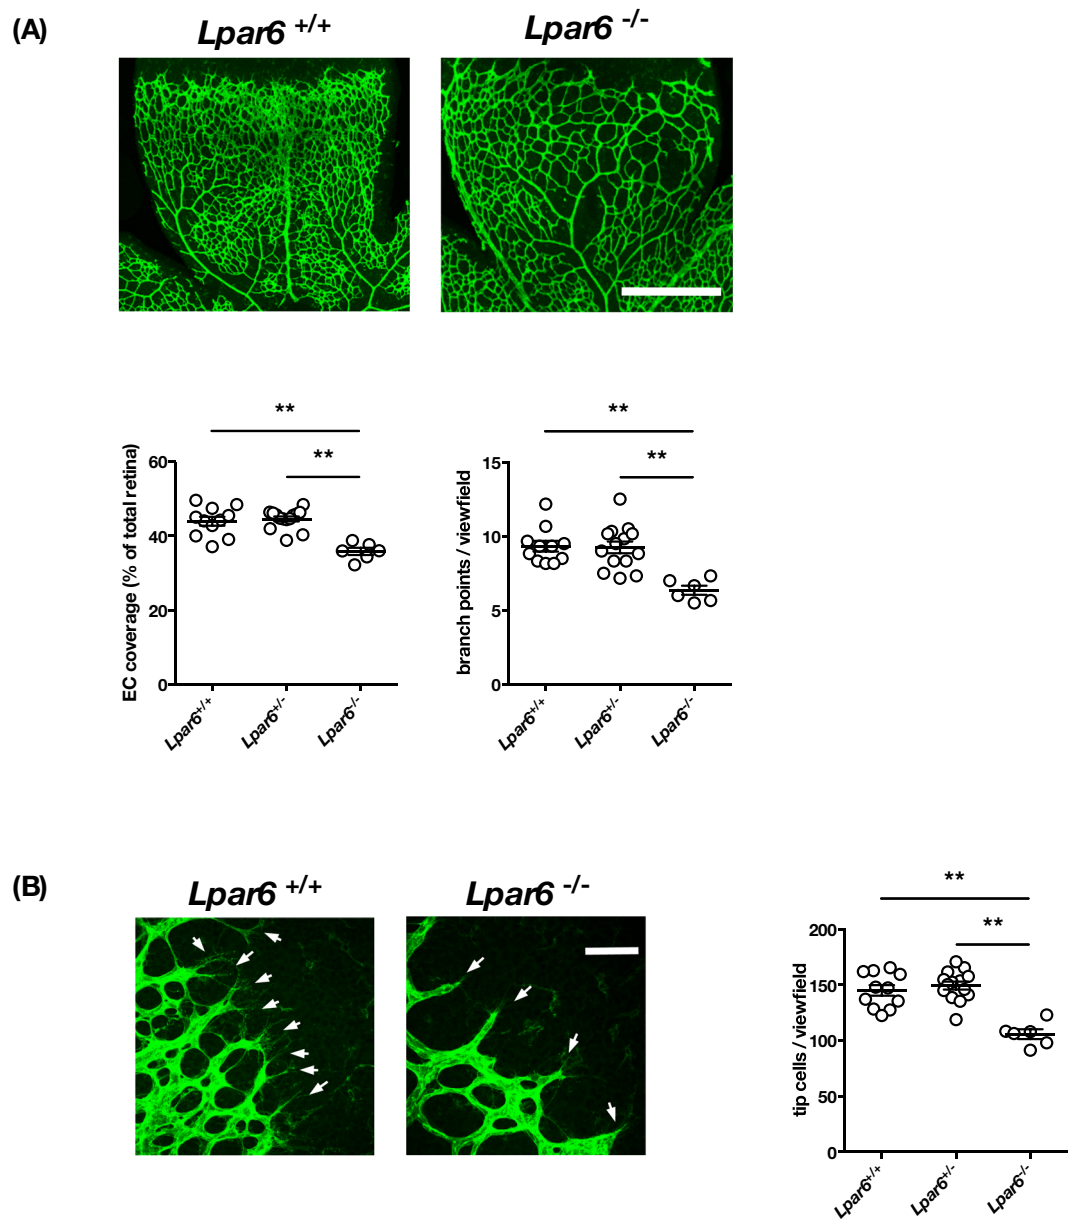 (A)
Lpar6 +/+
Lpar6 -/-
**
**
EC coverage (% of total retina)
60
40
20
0
Lpar6+/+
Lpar6+/-
Lpar6-/-
**
**
branch points / viewfield
15
10
5
0
Lpar6+/+
Lpar6+/-
Lpar6-/-
(B)
Lpar6 +/+
Lpar6 -/-
**
**
tip cells / viewfield
200
150
100
50
0
Lpar6+/+
Lpar6+/-
Lpar6-/-